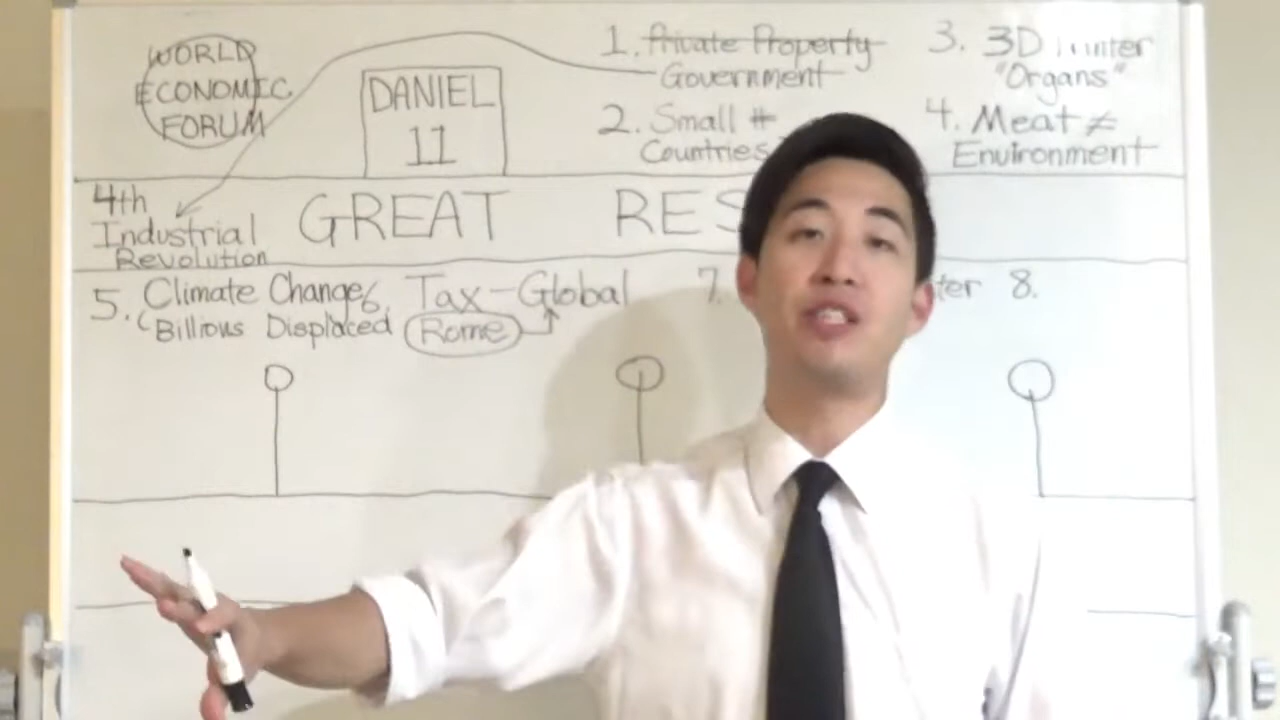 WORLD
ECONOMIC
FORUM
DANIEL
11
1. Private Property
Government
2. Small #
Countries
3. 3D
"Organs"
4. Meat ≠
Environment
4th
Industrial
Revolution
GREAT RES
5. Climate Change
(Billions Displaced
6. Tax-Global
Rome
7.
8.